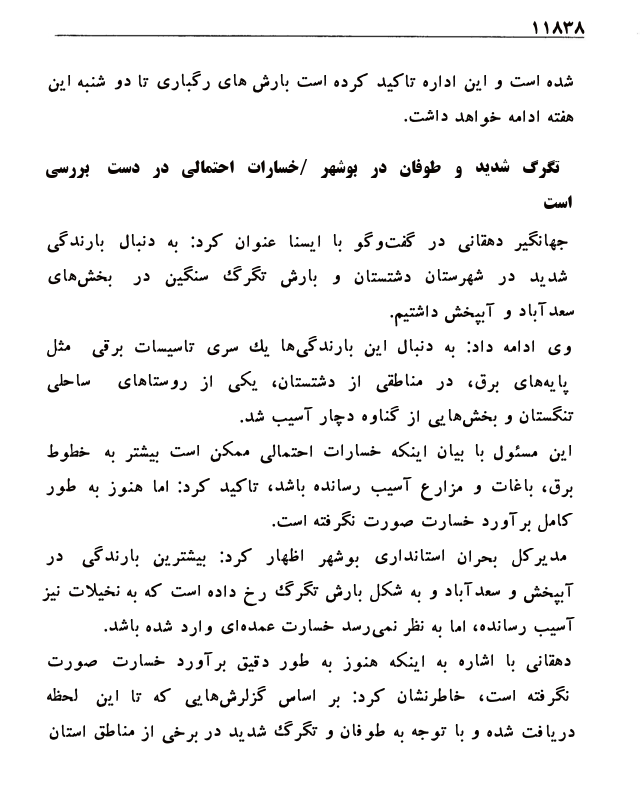 ۱۱۸۳۸
شده است و این اداره تاکید کرده است بارش های رگباری تا دو شنبه این
هفته ادامه خواهد داشت.
تگرگ شدید و طوفان در بوشهر /خسارات احتمالی در دست بررسی
است
جهانگیر دهقانی در گفت‌وگو با ایسنا عنوان کرد: به دنبال بارندگی
شدید در شهرستان دشتستان و بارش تگرگ سنگین در بخش‌های
سعدآباد و آبپخش داشتیم.
وی ادامه داد: به دنبال این بارندگی‌ها یك سری تاسیسات برقی مثل
پایه‌های برق، در مناطقی از دشتستان، یکی از روستاهای ساحلی
تنگستان و بخش‌هایی از گناوه دچار آسیب شد.
این مسئول با بیان اینکه خسارات احتمالی ممکن است بیشتر به خطوط
برق، باغات و مزارع آسیب رسانده باشد، تاکید کرد: اما هنوز به طور
کامل برآورد خسارت صورت نگرفته است.
مدیرکل بحران استانداری بوشهر اظهار کرد: بیشترین بارندگی در
آبپخش و سعدآباد و به شکل بارش تگرگ رخ داده است که به نخیلات نیز
آسیب رسانده، اما به نظر نمی‌رسد خسارت عمده‌ای وارد شده باشد.
دهقانی با اشاره به اینکه هنوز به طور دقیق برآورد خسارت صورت
نگرفته است، خاطرنشان کرد: بر اساس گزلرش‌هایی که تا این لحظه
دریافت شده و با توجه به طوفان و تگرگ شدید در برخی از مناطق استان